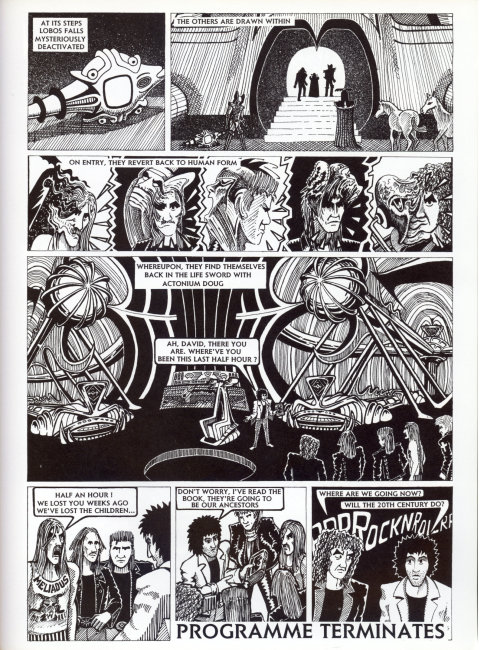 AT ITS STEPS
LOBOS FALLS
MYSTERIOUSLY
DEACTIVATED
THE OTHERS ARE DRAWN WITHIN
ON ENTRY, THEY REVERT BACK TO HUMAN FORM
WHEREUPON, THEY FIND THEMSELVES
BACK IN THE LIFE SWORD WITH
ACTONIUM DOUG
AH, DAVID, THERE YOU
ARE. WHERE'VE YOU
BEEN THIS LAST HALF HOUR ?
HALF AN HOUR !
WE LOST YOU WEEKS AGO
WE'VE LOST THE CHILDREN...
MELIADUS
DON'T WORRY, I'VE READ THE
BOOK, THEY'RE GOING TO
BE OUR ANCESTORS
WHERE ARE WE GOING NOW?
WILL THE 20TH CENTURY DO?
PROGRAMME TERMINATES